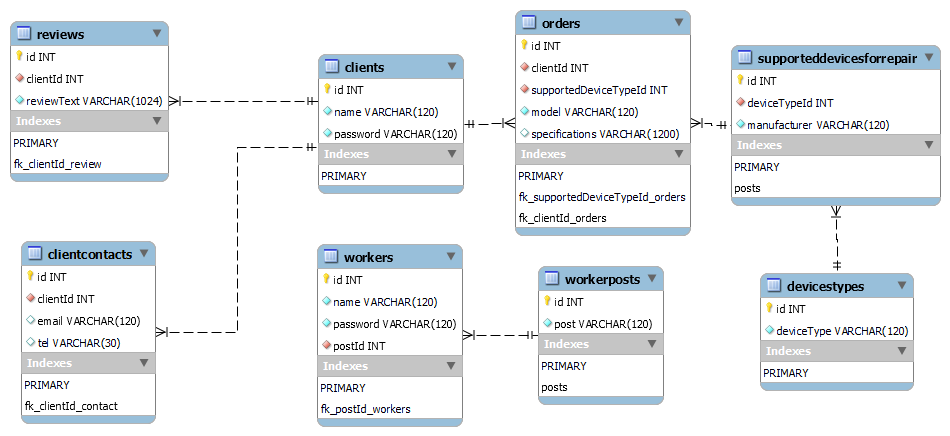 reviews
id INT
clientId INT
reviewText VARCHAR(1024)
Indexes
PRIMARY
fk_clientId_review
clients
id INT
name VARCHAR(120)
password VARCHAR(120)
Indexes
PRIMARY
orders
id INT
clientId INT
supportedDeviceTypeId INT
model VARCHAR(120)
specifications VARCHAR(1200)
Indexes
PRIMARY
fk_supportedDeviceTypeId_orders
fk_clientId_orders
supporteddevicesforrepair
id INT
deviceTypeId INT
manufacturer VARCHAR(120)
Indexes
PRIMARY
posts
clientcontacts
id INT
clientId INT
email VARCHAR(120)
tel VARCHAR(30)
Indexes
PRIMARY
fk_clientId_contact
workers
id INT
name VARCHAR(120)
password VARCHAR(120)
postId INT
Indexes
PRIMARY
fk_postId_workers
workerposts
id INT
post VARCHAR(120)
Indexes
PRIMARY
posts
devicestypes
id INT
deviceType VARCHAR(120)
Indexes
PRIMARY